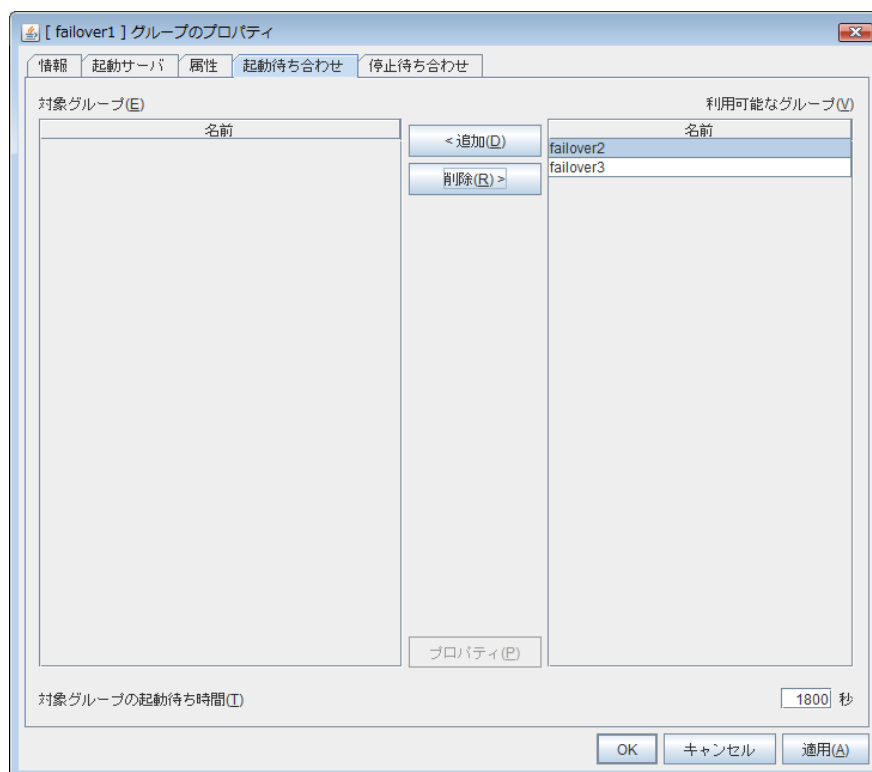 [ failover1 ] グループのプロパティ
情報 起動サーバ 属性 起動待ち合わせ 停止待ち合わせ
対象グループ(E) 利用可能なグループ(V)
名前 < 追加(D) 名前
failover2
削除(R) > failover3
プロパティ(P)
対象グループの起動待ち時間(T) 1800 秒
OK キャンセル 適用(A)